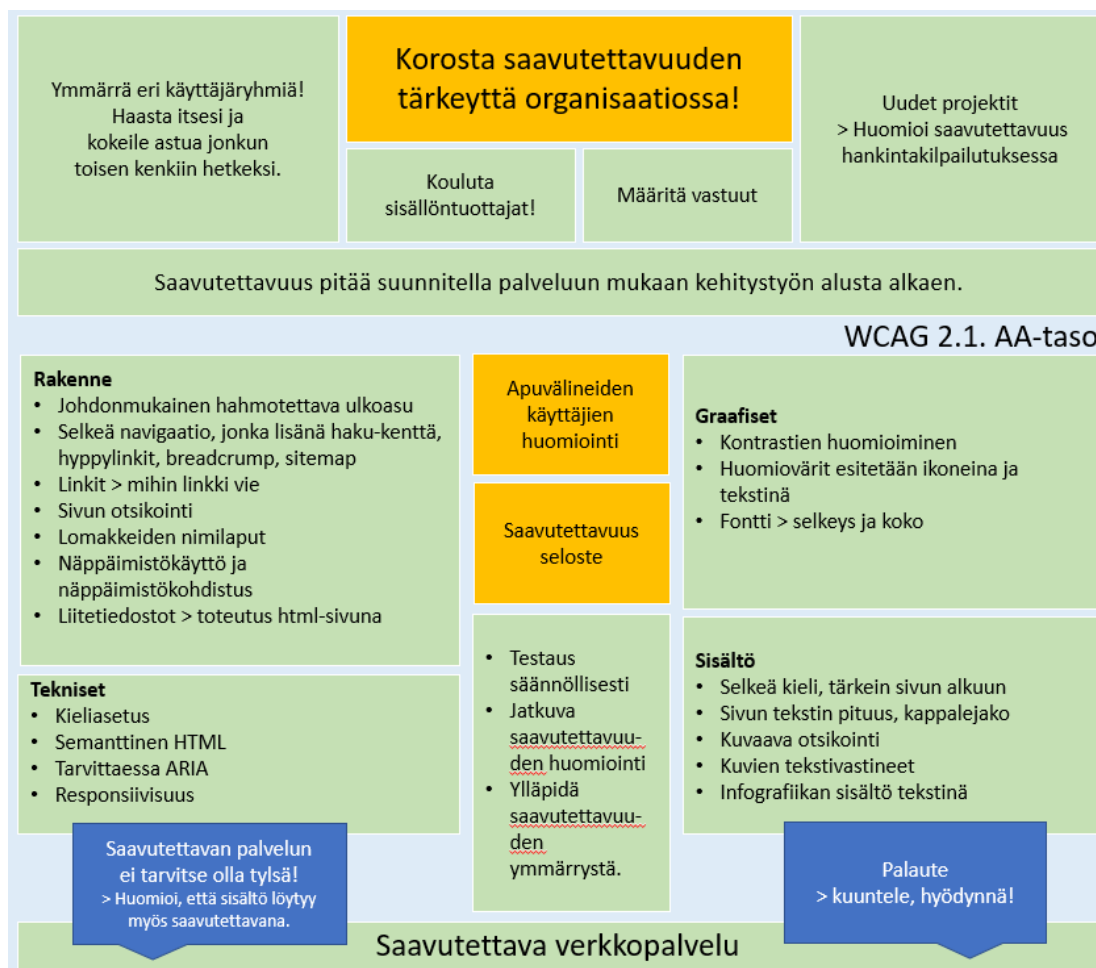 Ymmärrä eri käyttäjäryhmiä!
Haasta itsesi ja
kokeile astua jonkun
toisen kenkiin hetkeksi.
Korosta saavutettavuuden
tärkeyttä organisaatiossa!
Kouluta
sisällöntuottajat!
Määritä vastuut
Uudet projektit
> Huomioi saavutettavuus
hankintakilpailutuksessa
Saavutettavuus pitää suunnitella palveluun mukaan kehitystyön alusta alkaen.
WCAG 2.1. AA-taso
Rakenne
• Johdonmukainen hahmotettava ulkoasu
• Selkeä navigaatio, jonka lisänä haku-kenttä,
hyppylinkit, breadcrump, sitemap
• Linkit > mihin linkki vie
• Sivun otsikointi
• Lomakkeiden nimilaput
• Näppäimistökäyttö ja
näppäimistökohdistus
• Liitetiedostot > toteutus html-sivuna
Tekniset
• Kieliasetus
• Semanttinen HTML
• Tarvittaessa ARIA
• Responsiivisuus
Apuvälineiden
käyttäjien
huomiointi
Saavutettavuus
seloste
• Testaus
säännöllisesti
• Jatkuva
saavutettavuu-
den huomiointi
• Ylläpidä
saavutettavuu-
den
ymmärrystä.
Graafiset
• Kontrastien huomioiminen
• Huomiovärit esitetään ikoneina ja
tekstinä
• Fontti > selkeys ja koko
Sisältö
• Selkeä kieli, tärkein sivun alkuun
• Sivun tekstin pituus, kappalejako
• Kuvaava otsikointi
• Kuvien tekstivastineet
• Infografiikan sisältö tekstinä
Saavutettavan palvelun
ei tarvitse olla tylsä!
> Huomioi, että sisältö löytyy
myös saavutettavana.
Palaute
> kuuntele, hyödynnä!
Saavutettava verkkopalvelu